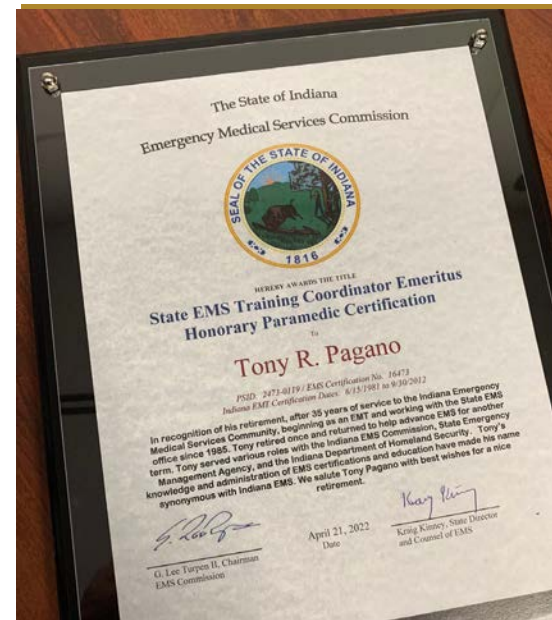 The State of Indiana
Emergency Medical Services Commission
SEAL OF THE STATE OF INDIANA
1816
HEREBY AWARDS THE TITLE
State EMS Training Coordinator Emeritus
Honorary Paramedic Certification
To
Tony R. Pagano
PSID: 2473-0119 / EMS Certification No. 16473
Indiana EMT Certification Dates: 6/15/1981 to 9/30/2012
In recognition of his retirement, after 35 years of service to the Indiana Emergency
Medical Services Community, beginning as an EMT and working with the State EMS
office since 1985. Tony retired once and returned to help advance EMS for another
term. Tony served various roles with the Indiana EMS Commission, State Emergency
Management Agency, and the Indiana Department of Homeland Security. Tony's
knowledge and administration of EMS certifications and education have made his name
synonymous with Indiana EMS. We salute Tony Pagano with best wishes for a nice
retirement.
April 21, 2022
Date
G. Lee Turpen II, Chairman
EMS Commission
Kraig Kinney, State Director
and Counsel of EMS